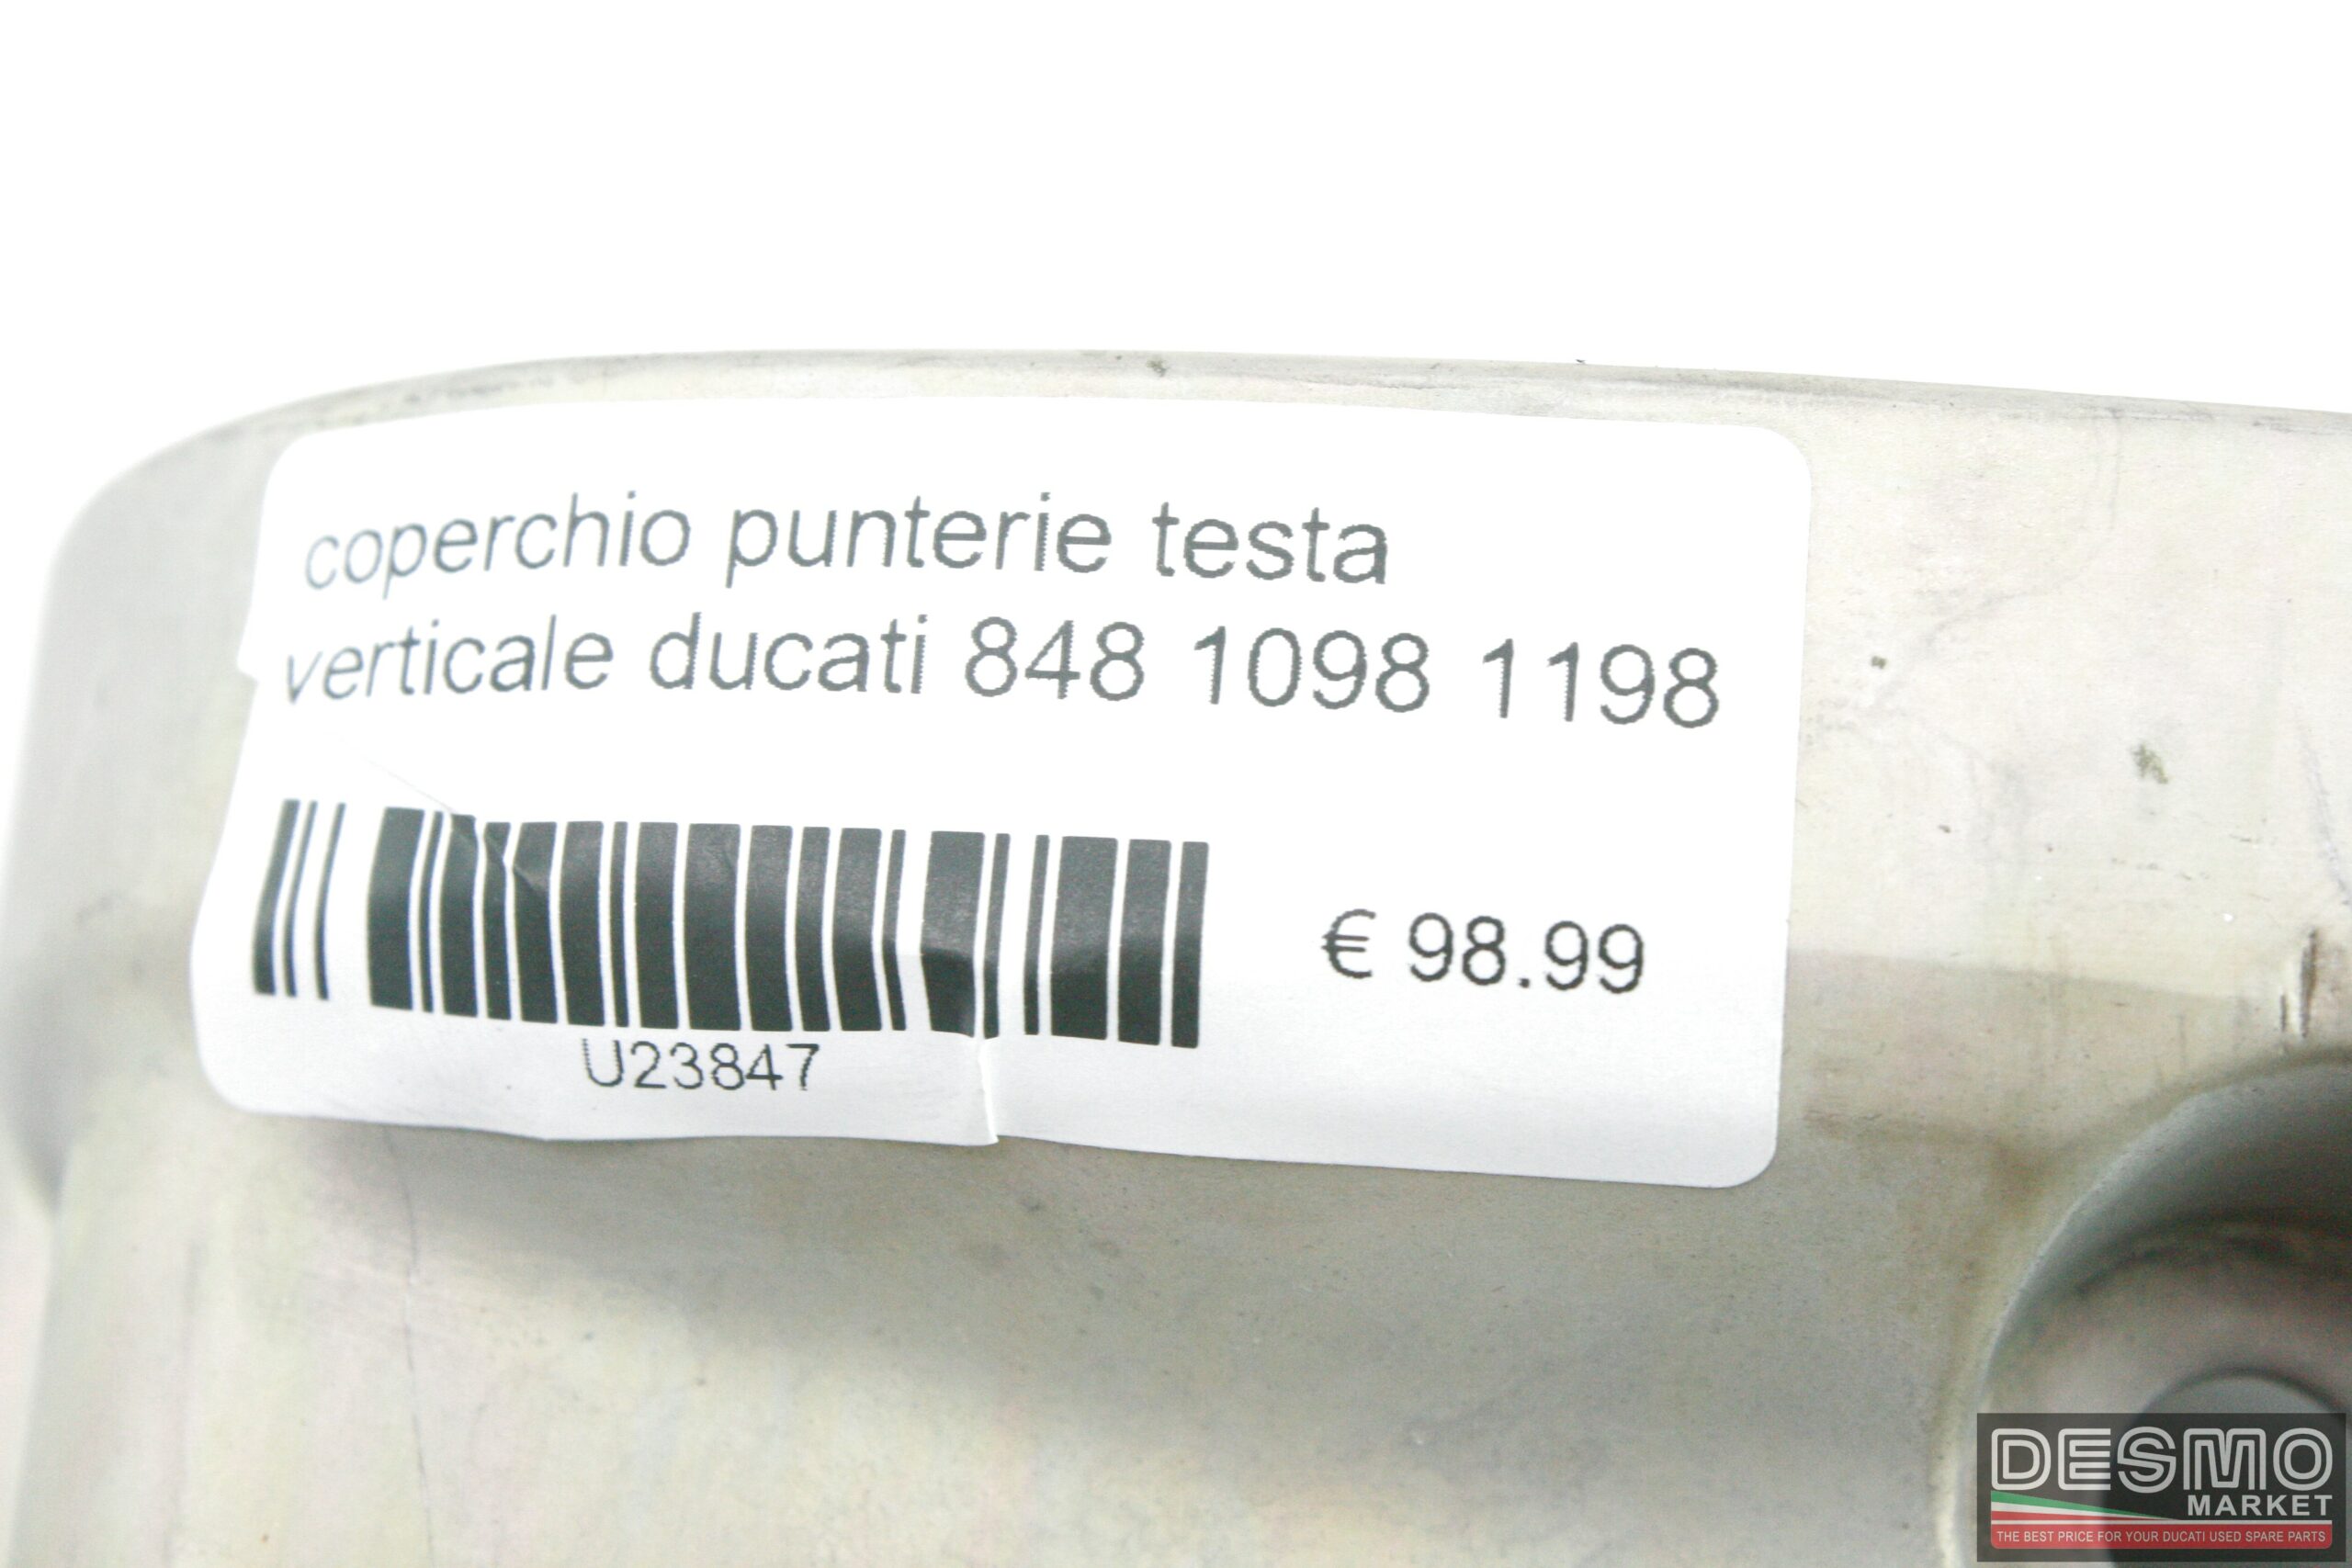 coperchio punterie testa
verticale ducati 848 1098 1198
€ 98.99
U23847
DESMO
MARKET
THE BEST PRICE FOR YOUR DUCATI USED SPARE PARTS